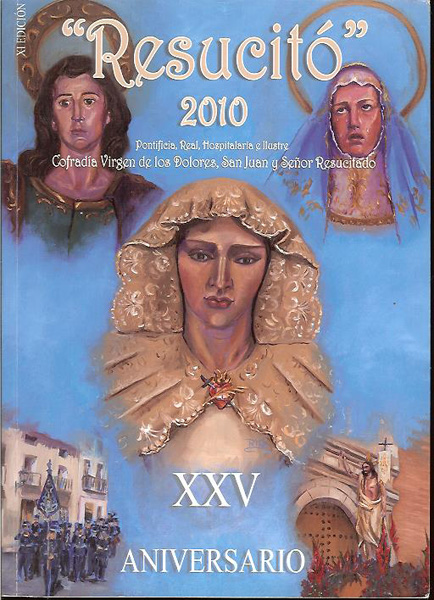 XI EDICIÓN
“Resucitó”
2010
Pontificia, Real, Hospitalaria e Ilustre
Cofradía Virgen de los Dolores, San Juan y Señor Resucitado
XXV
ANIVERSARIO